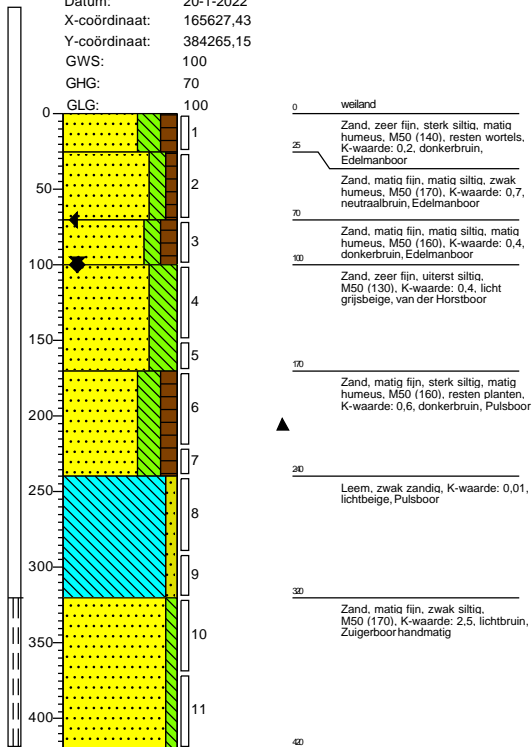 Datum: 20-1-2022
X-coördinaat: 165627,43
Y-coördinaat: 384265,15
GWS: 100
GHG: 70
GLG: 100
0
50
100
150
200
250
300
350
400
1
2
3
4
5
6
7
8
9
10
11
0 weiland
Zand, zeer fijn, sterk siltig, matig
humeus, M50 (140), resten wortels,
K-waarde: 0,2, donkerbruin,
Edelmanboor
25
Zand, matig fijn, matig siltig, zwak
humeus, M50 (170), K-waarde: 0,7,
neutraalbruin, Edelmanboor
70
Zand, matig fijn, matig siltig, matig
humeus, M50 (160), K-waarde: 0,4,
donkerbruin, Edelmanboor
100
Zand, zeer fijn, uiterst siltig,
M50 (130), K-waarde: 0,4, licht
grijsbeige, van der Horstboor
170
Zand, matig fijn, sterk siltig, matig
humeus, M50 (160), resten planten,
K-waarde: 0,6, donkerbruin, Pulsboor
240
Leem, zwak zandig, K-waarde: 0,01,
lichtbeige, Pulsboor
320
Zand, matig fijn, zwak siltig,
M50 (170), K-waarde: 2,5, lichtbruin,
Zuigerboor handmatig
420